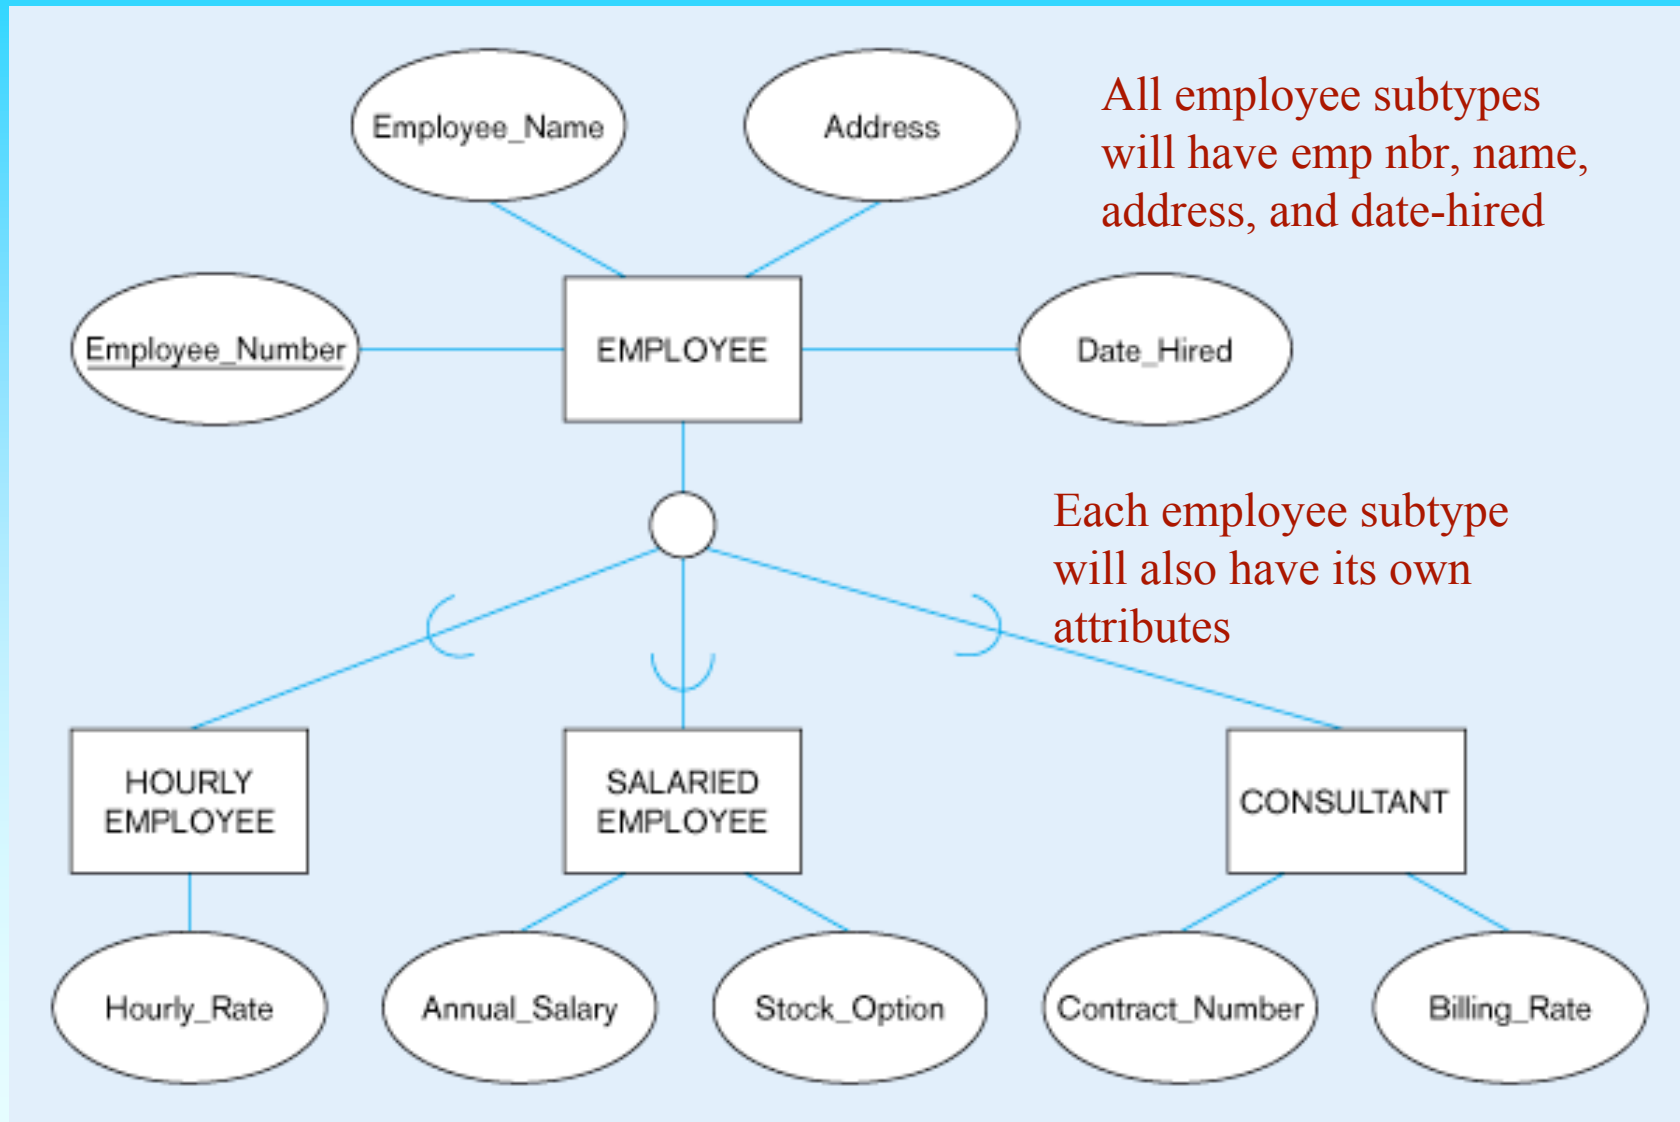 Employee_Name
Address
All employee subtypes
will have emp nbr, name,
address, and date-hired
Employee_Number
EMPLOYEE
Date_Hired
Each employee subtype
will also have its own
attributes
HOURLY
EMPLOYEE
SALARIED
EMPLOYEE
CONSULTANT
Hourly_Rate
Annual_Salary
Stock_Option
Contract_Number
Billing_Rate